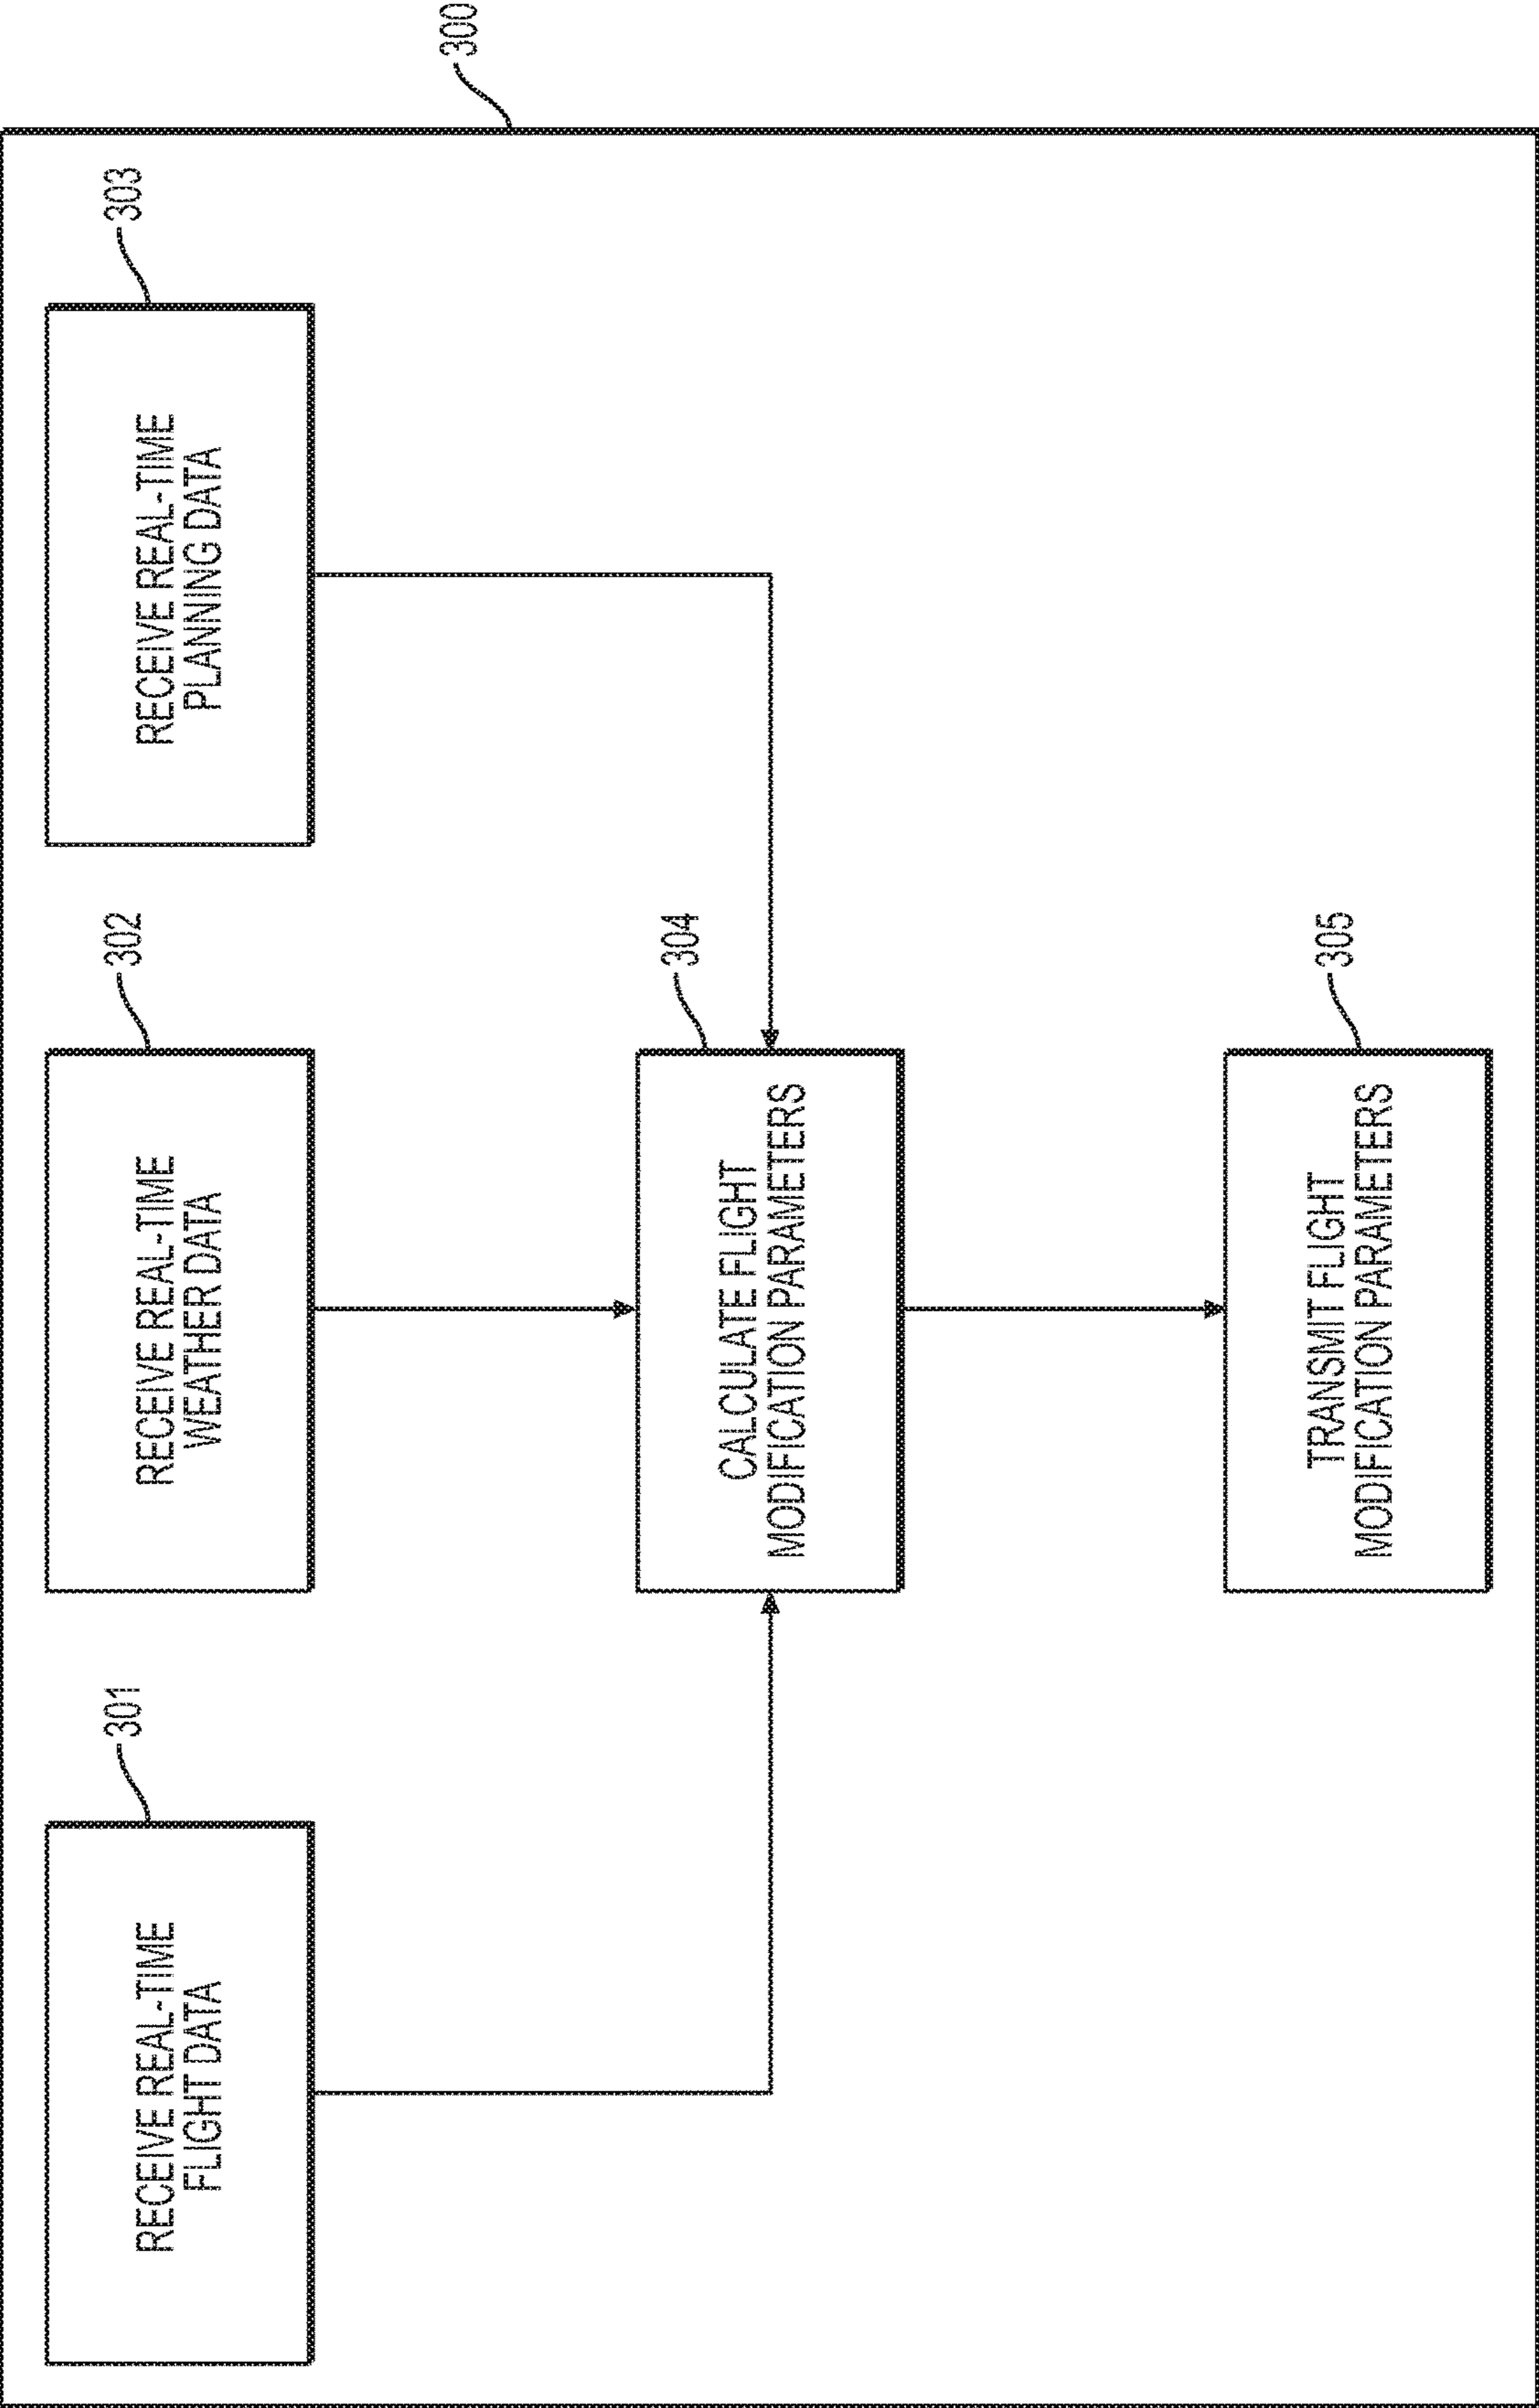 300
301
RECEIVE REAL-TIME
FLIGHT DATA
302
RECEIVE REAL-TIME
WEATHER DATA
303
RECEIVE REAL-TIME
PLANNING DATA
304
CALCULATE FLIGHT
MODIFICATION PARAMETERS
305
TRANSMIT FLIGHT
MODIFICATION PARAMETERS